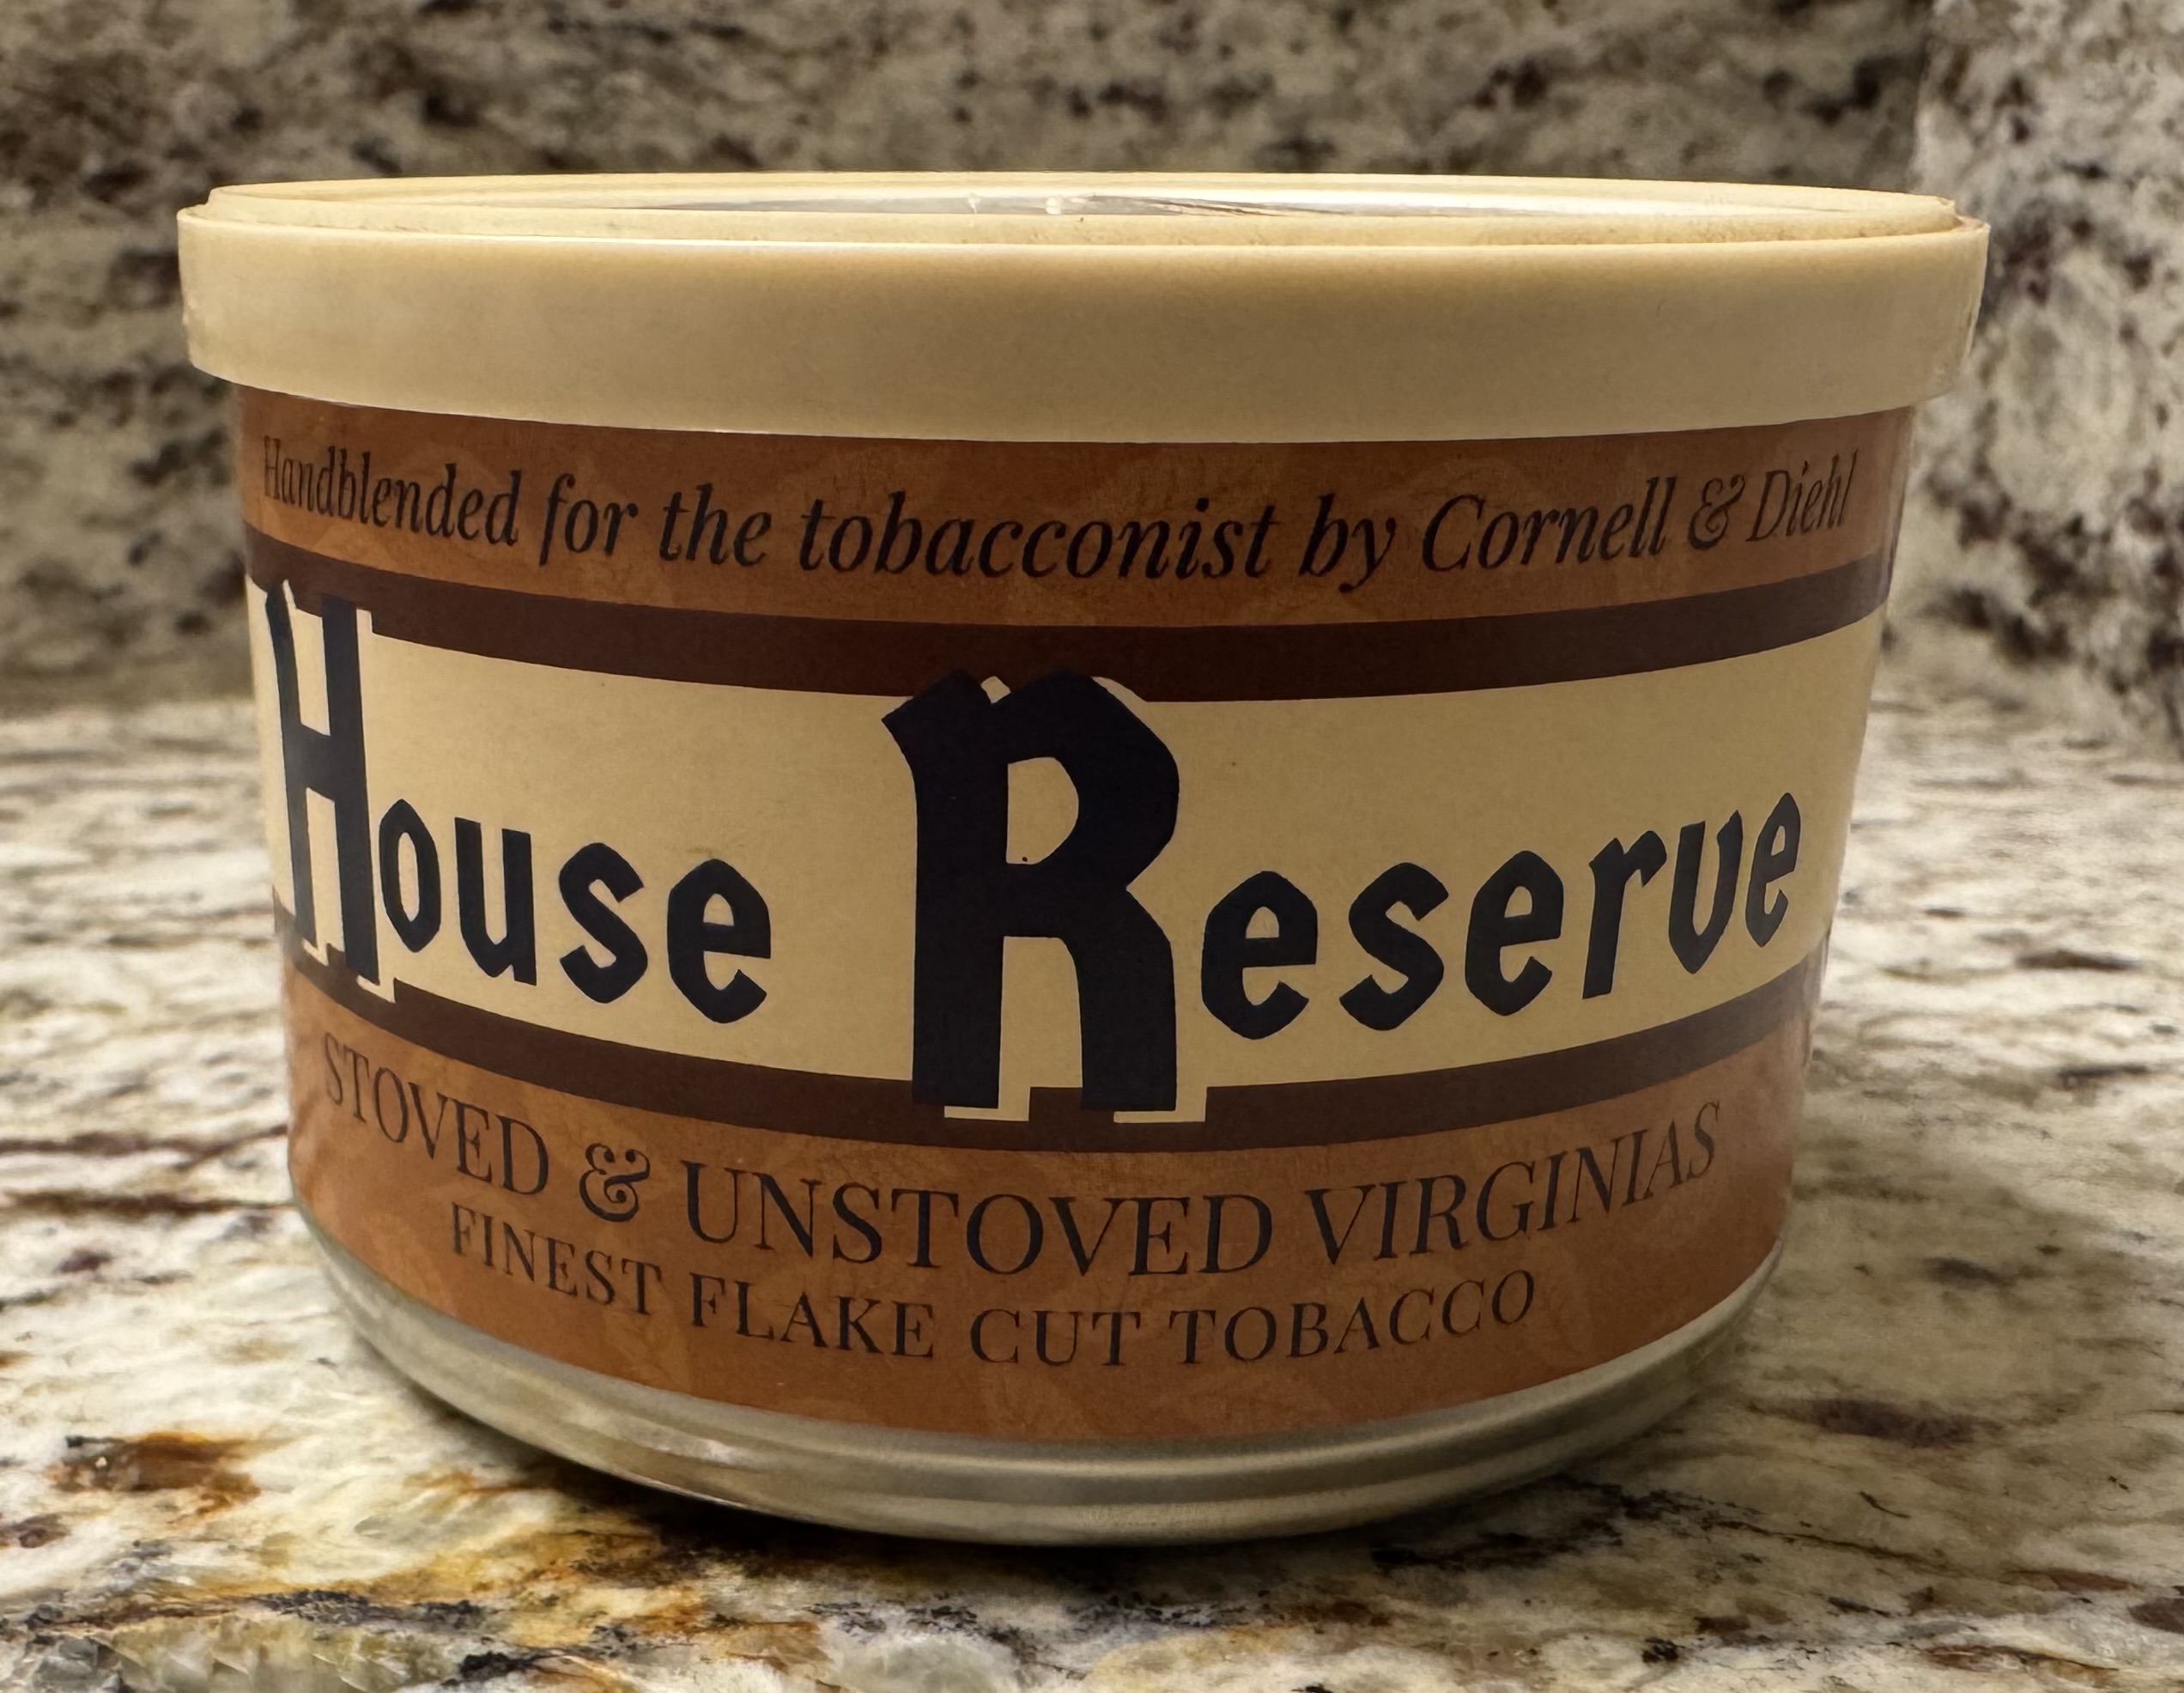 Handblended for the tobacconist by Cornell & Diehl
House Reserve
STOVED & UNSTOVED VIRGINIAS
FINEST FLAKE CUT TOBACCO